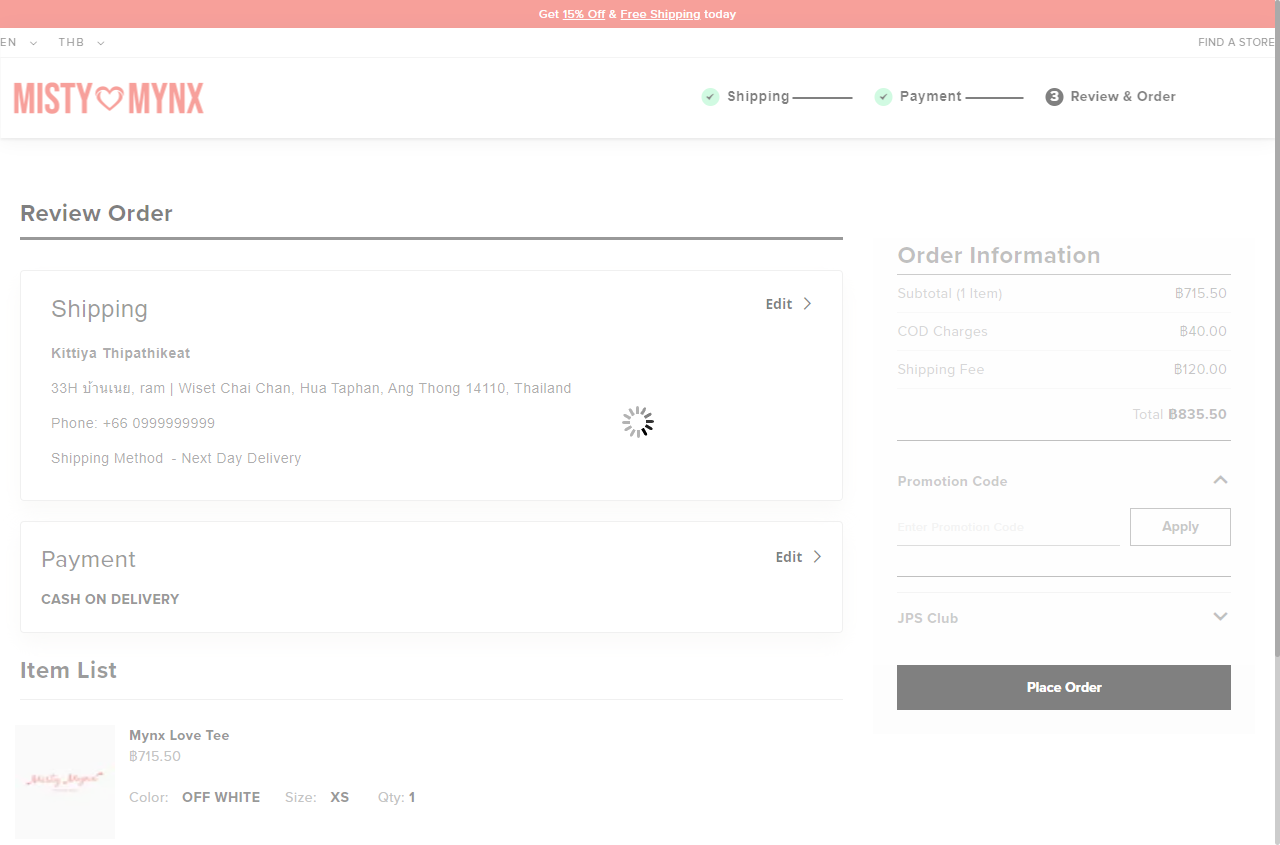 Get 15% Off & Free Shipping today
EN THB FIND A STORE
MISTY MYNX
Shipping Payment 3 Review & Order
Review Order
Shipping
Edit
Kittiya Thipathikeat
33H บ้านเนย, ram | Wiset Chai Chan, Hua Taphan, Ang Thong 14110, Thailand
Phone: +66 0999999999
Shipping Method - Next Day Delivery
Payment
Edit
CASH ON DELIVERY
Item List
Misty Mynx
Mynx Love Tee
฿715.50
Color: OFF WHITE Size: XS Qty: 1
Order Information
Subtotal (1 Item) ฿715.50
COD Charges ฿40.00
Shipping Fee ฿120.00
Total ฿835.50
Promotion Code
Enter Promotion Code Apply
JPS Club
Place Order